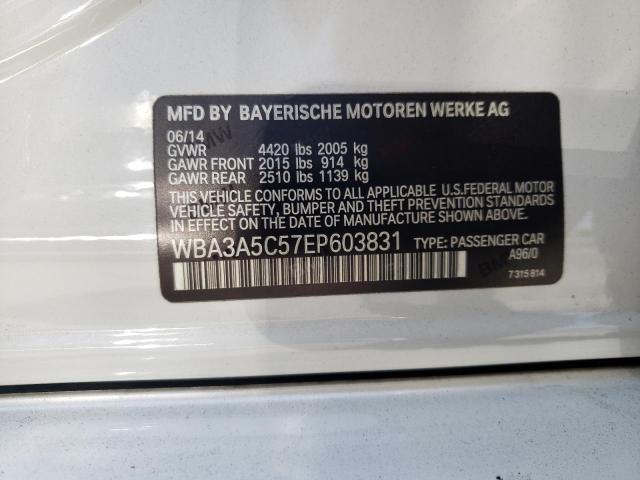 MFD BY BAYERISCHE MOTOREN WERKE AG
06/14
GVWR 4420 lbs 2005 kg
GAWR FRONT 2015 lbs 914 kg
GAWR REAR 2510 lbs 1139 kg
THIS VEHICLE CONFORMS TO ALL APPLICABLE U.S.FEDERAL MOTOR
VEHICLE SAFETY, BUMPER AND THEFT PREVENTION STANDARDS
IN EFFECT ON THE DATE OF MANUFACTURE SHOWN ABOVE.
WBA3A5C57EP603831 TYPE: PASSENGER CAR
A96/0
7315814